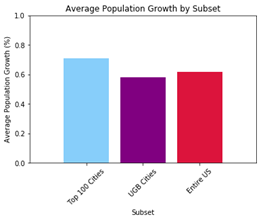 Average Population Growth by Subset
Average Population Growth (%)
1.0
0.8
0.6
0.4
0.2
0.0
Top 100 Cities
UGB Cities
Entire US
Subset